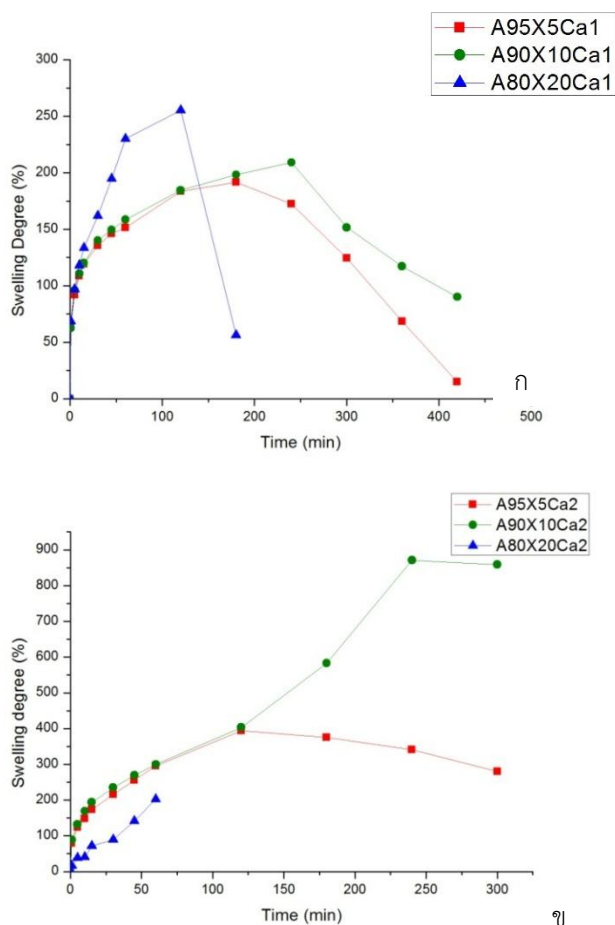 A95X5Ca1
A90X10Ca1
A80X20Ca1
300
250
200
150
100
50
0
Swelling Degree (%)
0 100 200 300 400 500
Time (min)
ก
A95X5Ca2
A90X10Ca2
A80X20Ca2
900
800
700
600
500
400
300
200
100
0
Swelling degree (%)
0 50 100 150 200 250 300
Time (min)
ข